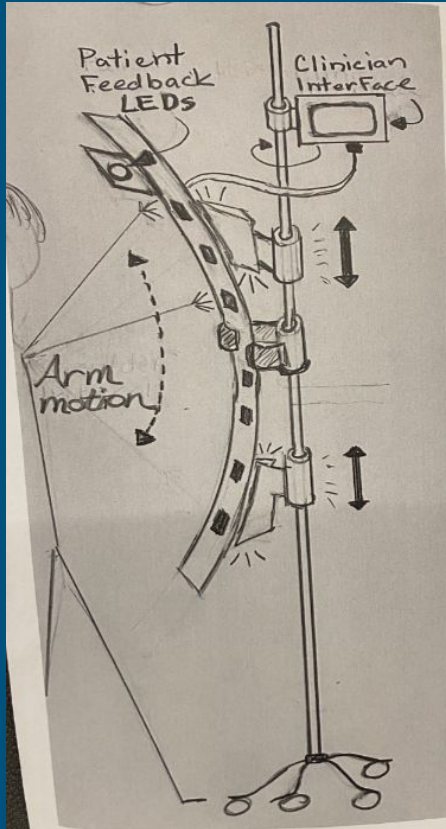 Patient
Feedback
LEDs
Clinician
InterFace
Arm
motion